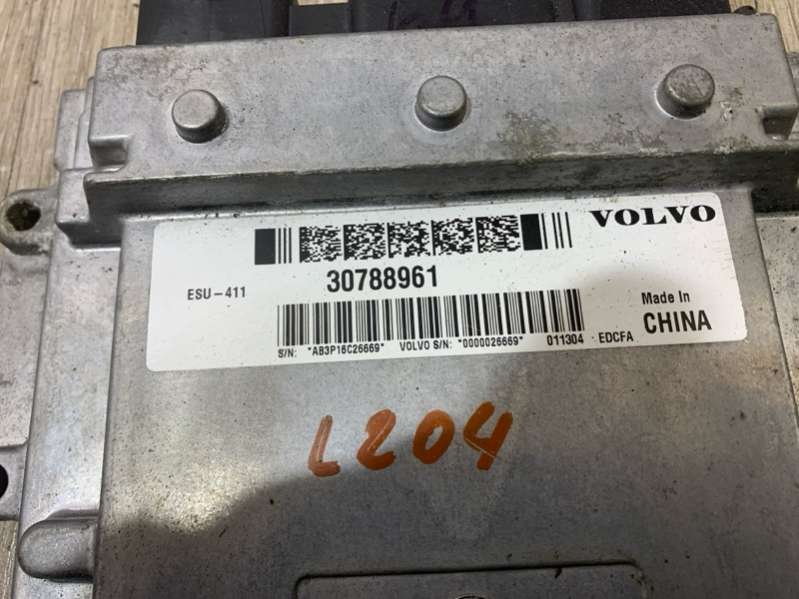 VOLVO
ESU-411
30788961
Made In
CHINA
S/N: *AB3P16C26669* VOLVO S/N: *0000026669* 011304 EDCFA
L204